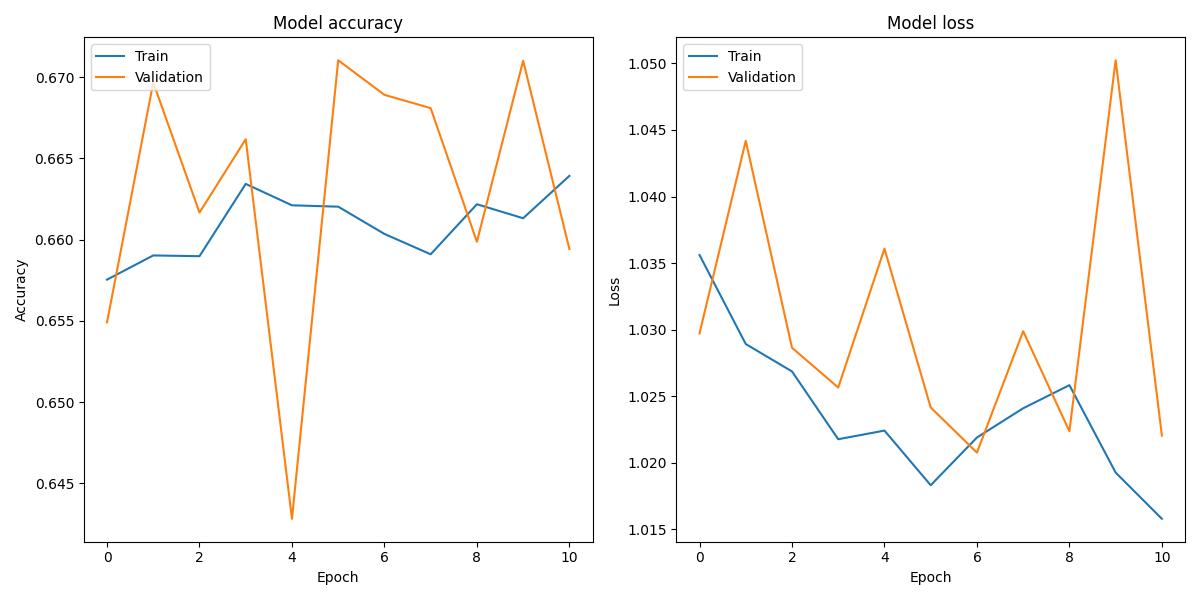 Model accuracy
Train
Validation
0.670
0.665
0.660
0.655
0.650
0.645
Accuracy
0 2 4 6 8 10
Epoch
Model loss
Train
Validation
1.050
1.045
1.040
1.035
1.030
1.025
1.020
1.015
Loss
0 2 4 6 8 10
Epoch